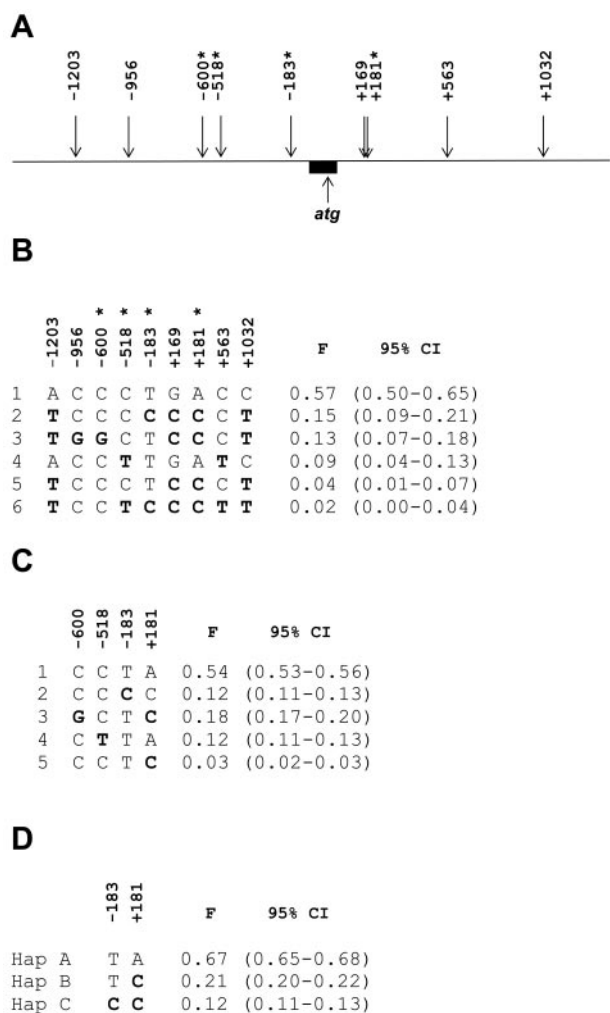 A
-1203 -956 -600* -518* -183* +169 +181* +563 +1032
atg
B
* * * *
-1203 -956 -600 -518 -183 +169 +181 +563 +1032 F 95% CI
1 A C C C T G A C C 0.57 (0.50-0.65)
2 T C C C C C C C T 0.15 (0.09-0.21)
3 T G G C T C C C T 0.13 (0.07-0.18)
4 A C C T T G A T C 0.09 (0.04-0.13)
5 T C C C T C C C T 0.04 (0.01-0.07)
6 T C C T C C C T T 0.02 (0.00-0.04)
C
-600 -518 -183 +181 F 95% CI
1 C C T A 0.54 (0.53-0.56)
2 C C C C 0.12 (0.11-0.13)
3 G C T C 0.18 (0.17-0.20)
4 C T T A 0.12 (0.11-0.13)
5 C C T C 0.03 (0.02-0.03)
D
-183 +181 F 95% CI
Hap A T A 0.67 (0.65-0.68)
Hap B T C 0.21 (0.20-0.22)
Hap C C C 0.12 (0.11-0.13)